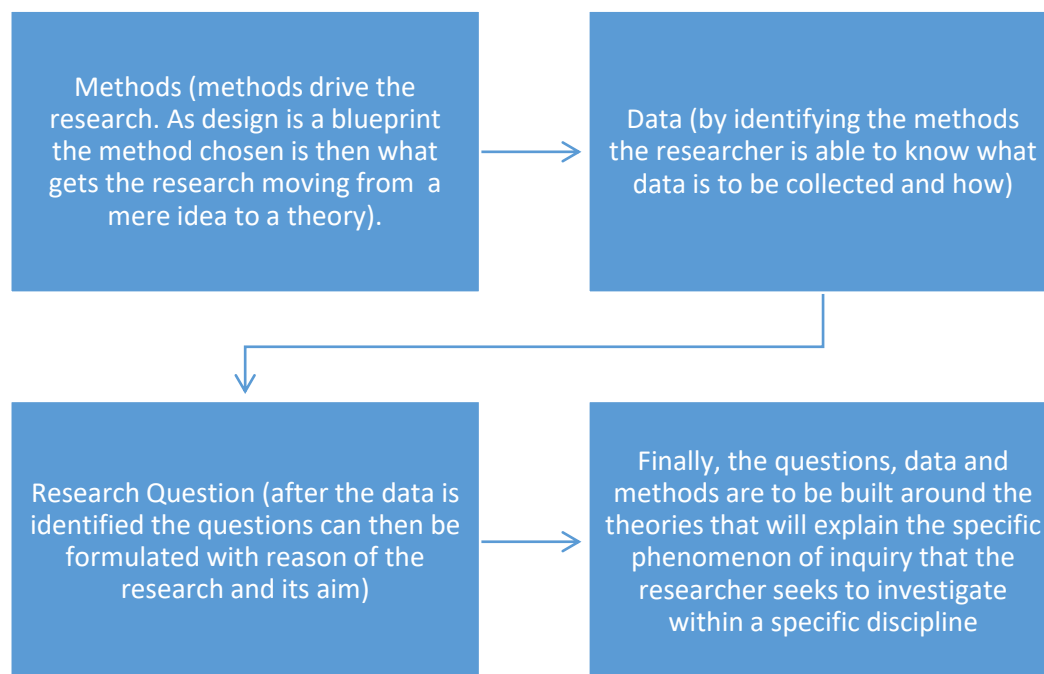 Methods (methods drive the
research. As design is a blueprint
the method chosen is then what
gets the research moving from a
mere idea to a theory).
Data (by identifying the methods
the researcher is able to know what
data is to be collected and how)
Research Question (after the data is
identified the questions can then be
formulated with reason of the
research and its aim)
Finally, the questions, data and
methods are to be built around the
theories that will explain the specific
phenomenon of inquiry that the
researcher seeks to investigate
within a specific discipline